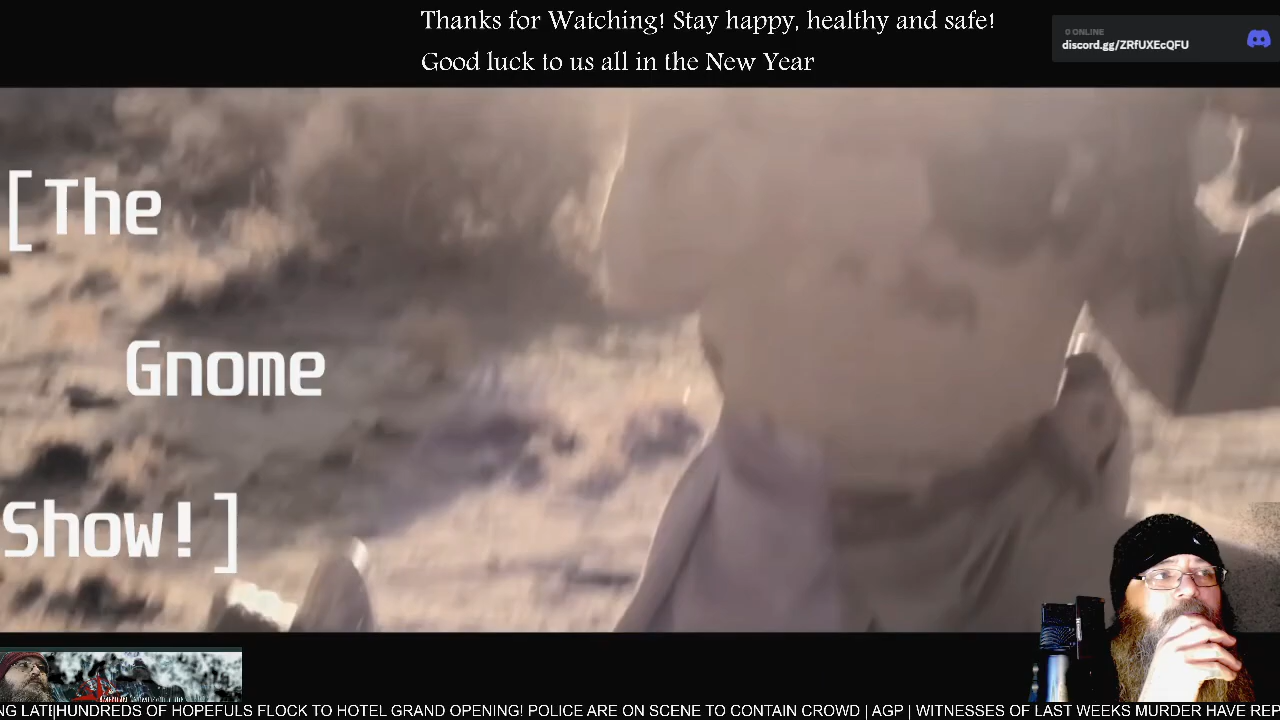 Thanks for Watching! Stay happy, healthy and safe!
Good luck to us all in the New Year
0 ONLINE
discord.gg/ZRfUXEcQFU
[The
Gnome
Show!]
HUNDREDS OF HOPEFULS FLOCK TO HOTEL GRAND OPENING! POLICE ARE ON SCENE TO CONTAIN CROWD | AGP | WITNESSES OF LAST WEEKS MURDER HAVE